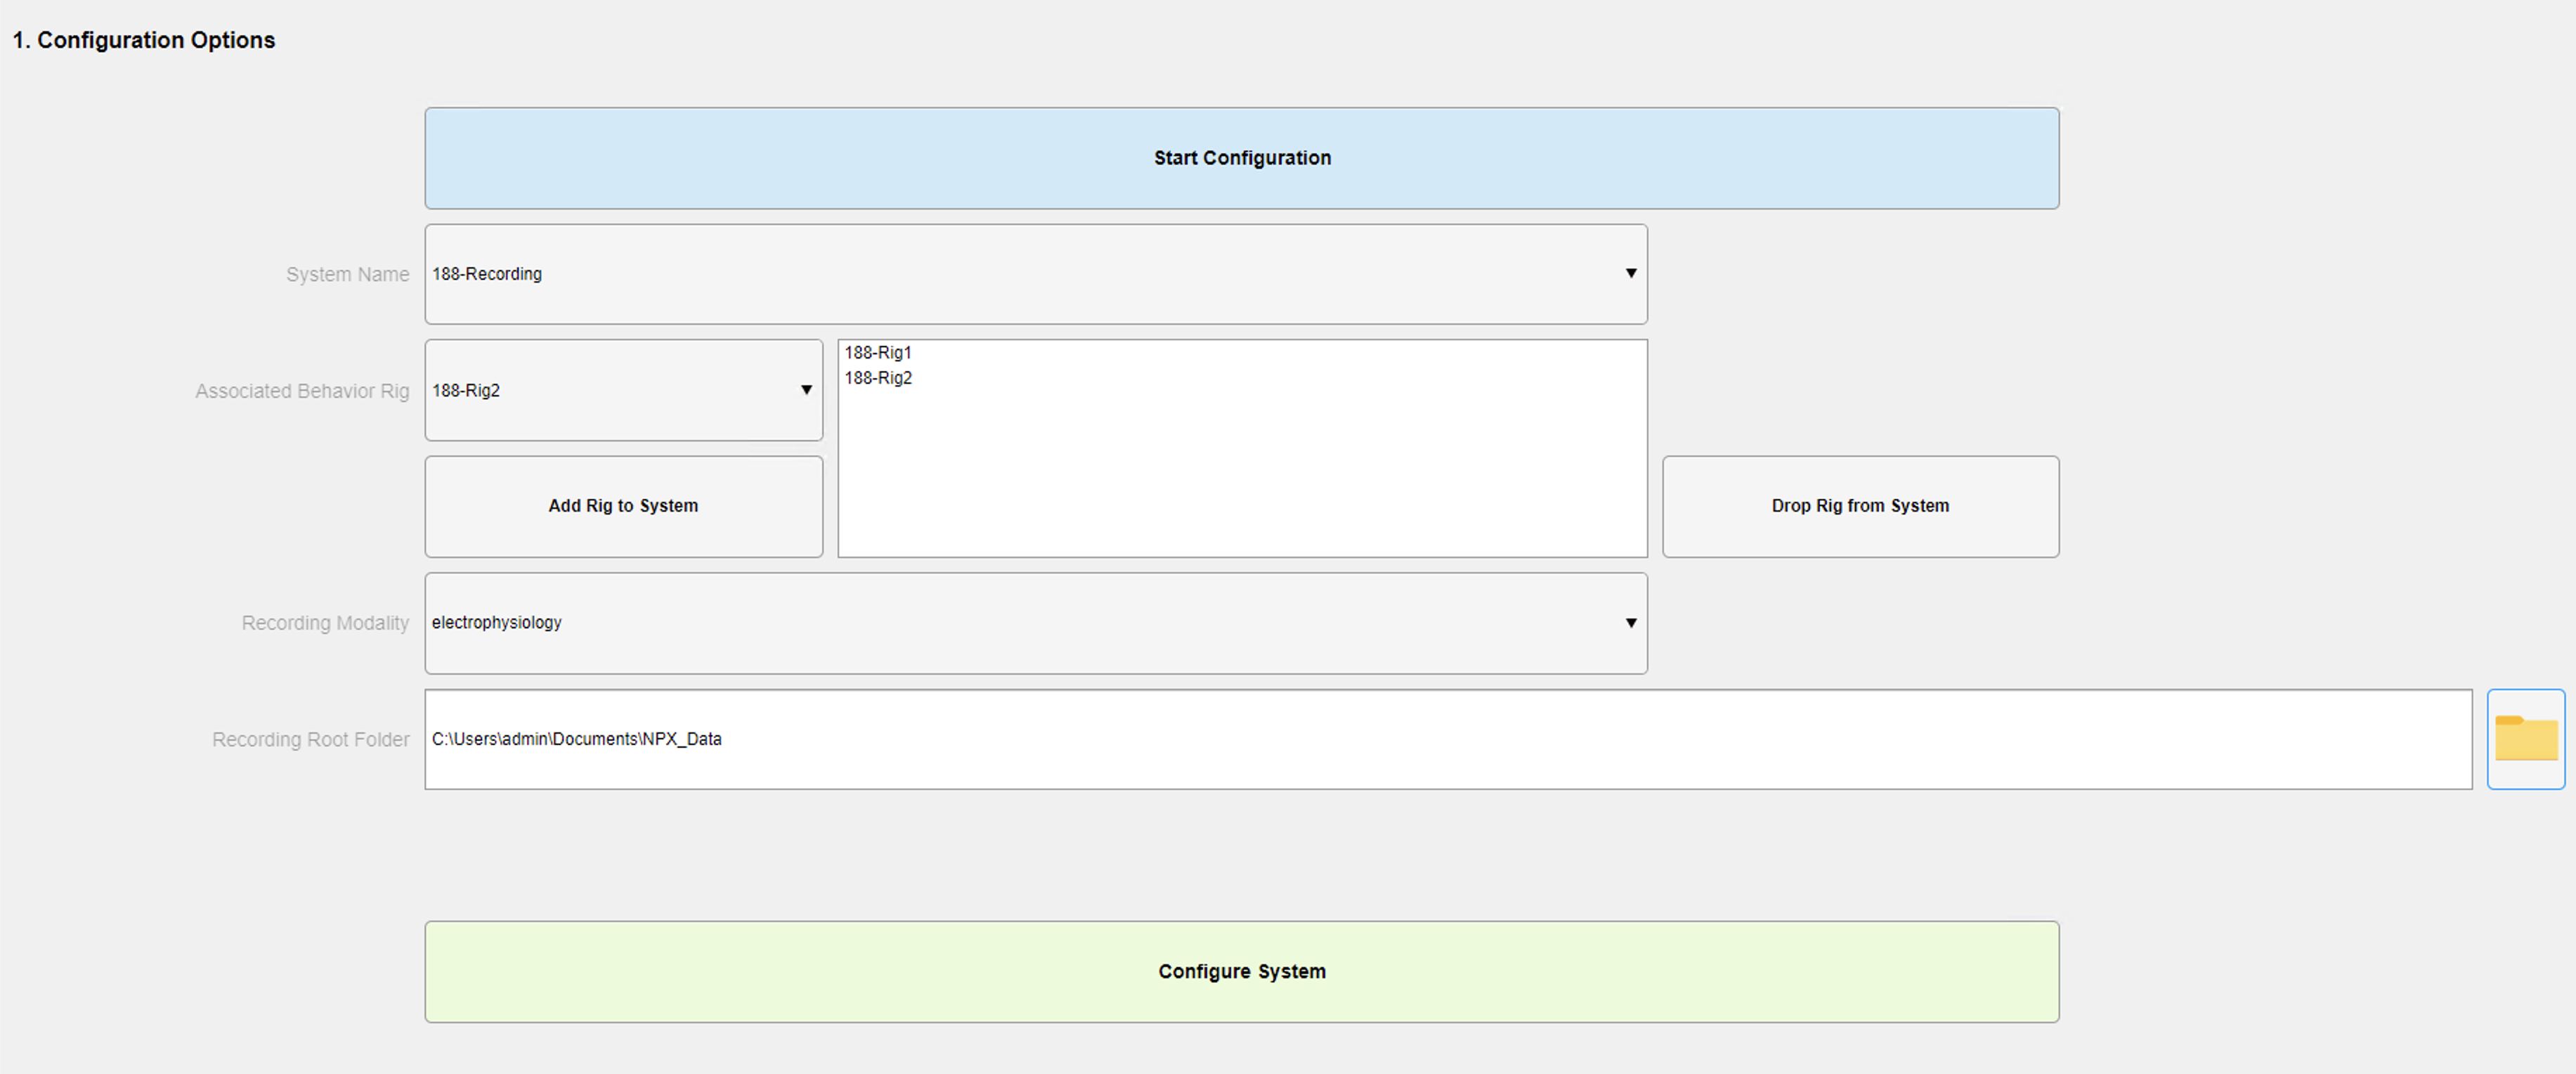 1. Configuration Options
Start Configuration
System Name
188-Recording
Associated Behavior Rig
188-Rig2
188-Rig1
188-Rig2
Add Rig to System
Drop Rig from System
Recording Modality
electrophysiology
Recording Root Folder
C:\Users\admin\Documents\NPX_Data
Configure System